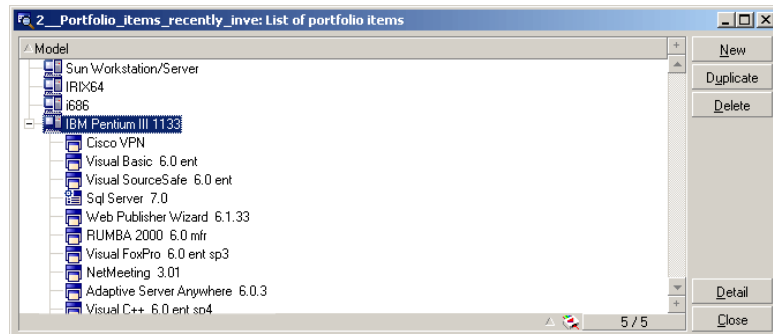 2__Portfolio_items_recently_inve: List of portfolio items
Model
New
Sun Workstation/Server
IRIX64
Duplicate
i686
Delete
IBM Pentium III 1133
Cisco VPN
Visual Basic 6.0 ent
Visual SourceSafe 6.0 ent
Sql Server 7.0
Web Publisher Wizard 6.1.33
RUMBA 2000 6.0 mfr
Visual FoxPro 6.0 ent sp3
NetMeeting 3.01
Adaptive Server Anywhere 6.0.3
Detail
Visual C++ 6.0 ent sp4
5 / 5
Close